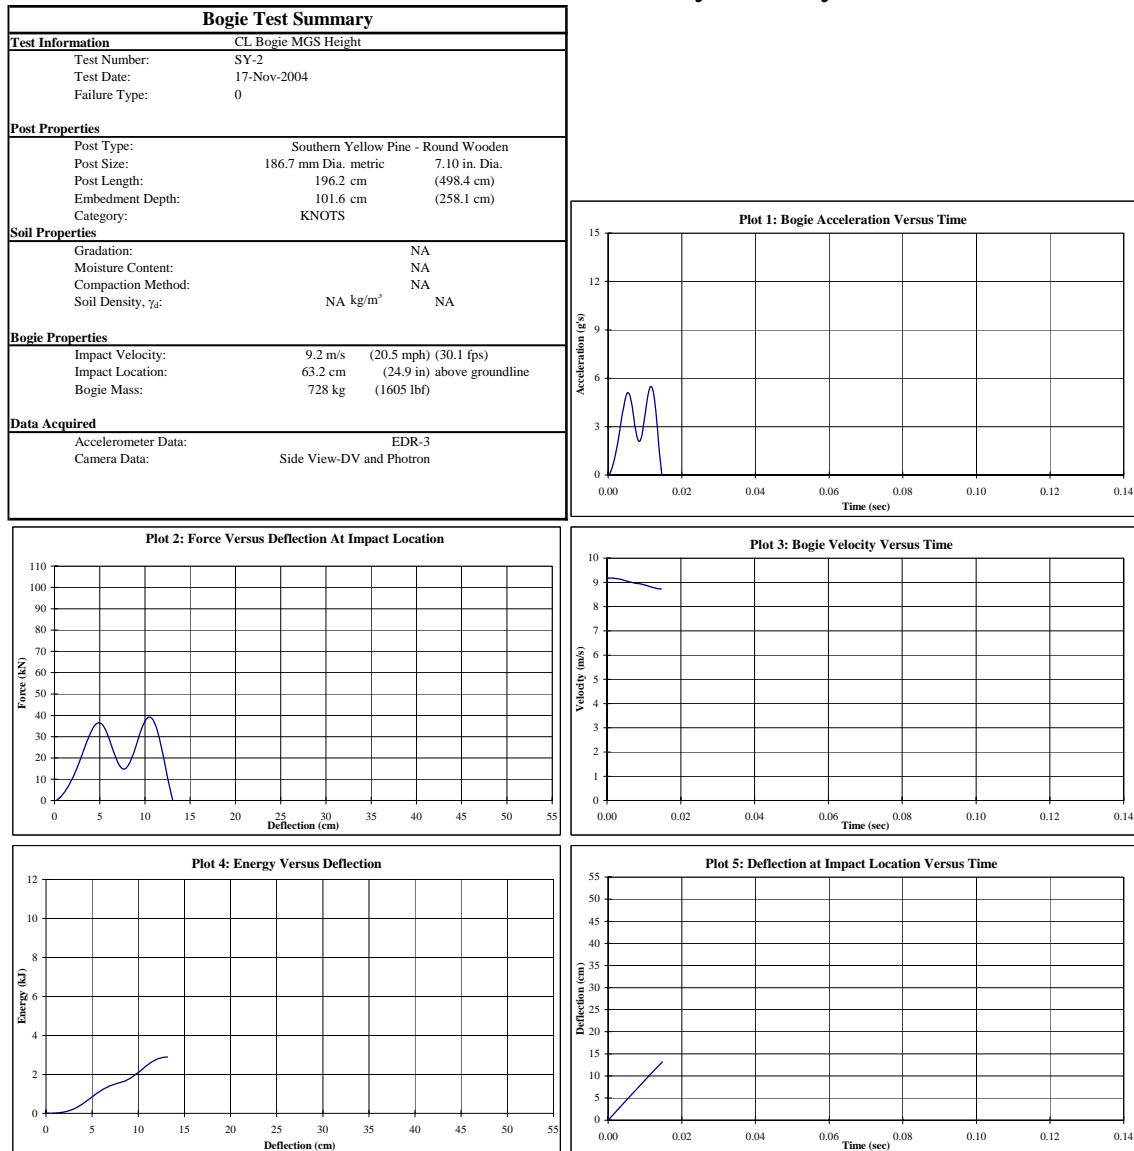 Bogie Test Summary
Test Information CL Bogie MGS Height
Test Number: SY-2
Test Date: 17-Nov-2004
Failure Type: 0
Post Properties
Post Type: Southern Yellow Pine - Round Wooden
Post Size: 186.7 mm Dia. metric 7.10 in. Dia.
Post Length: 196.2 cm (498.4 cm)
Embedment Depth: 101.6 cm (258.1 cm)
Category: KNOTS
Soil Properties
Gradation: NA
Moisture Content: NA
Compaction Method: NA
Soil Density, γd: NA kg/m³ NA
Bogie Properties
Impact Velocity: 9.2 m/s (20.5 mph) (30.1 fps)
Impact Location: 63.2 cm (24.9 in) above groundline
Bogie Mass: 728 kg (1605 lbf)
Data Acquired
Accelerometer Data: EDR-3
Camera Data: Side View-DV and Photron
Plot 1: Bogie Acceleration Versus Time
15
12
9
6
3
0
Acceleration (g's)
0.00 0.02 0.04 0.06 0.08 0.10 0.12 0.14
Time (sec)
Plot 2: Force Versus Deflection At Impact Location
110
100
90
80
70
60
50
40
30
20
10
0
Force (kN)
0 5 10 15 20 25 30 35 40 45 50 55
Deflection (cm)
Plot 3: Bogie Velocity Versus Time
10
9
8
7
6
5
4
3
2
1
0
Velocity (m/s)
0.00 0.02 0.04 0.06 0.08 0.10 0.12 0.14
Time (sec)
Plot 4: Energy Versus Deflection
12
10
8
6
4
2
0
Energy (kJ)
0 5 10 15 20 25 30 35 40 45 50 55
Deflection (cm)
Plot 5: Deflection at Impact Location Versus Time
55
50
45
40
35
30
25
20
15
10
5
0
Deflection (cm)
0.00 0.02 0.04 0.06 0.08 0.10 0.12 0.14
Time (sec)